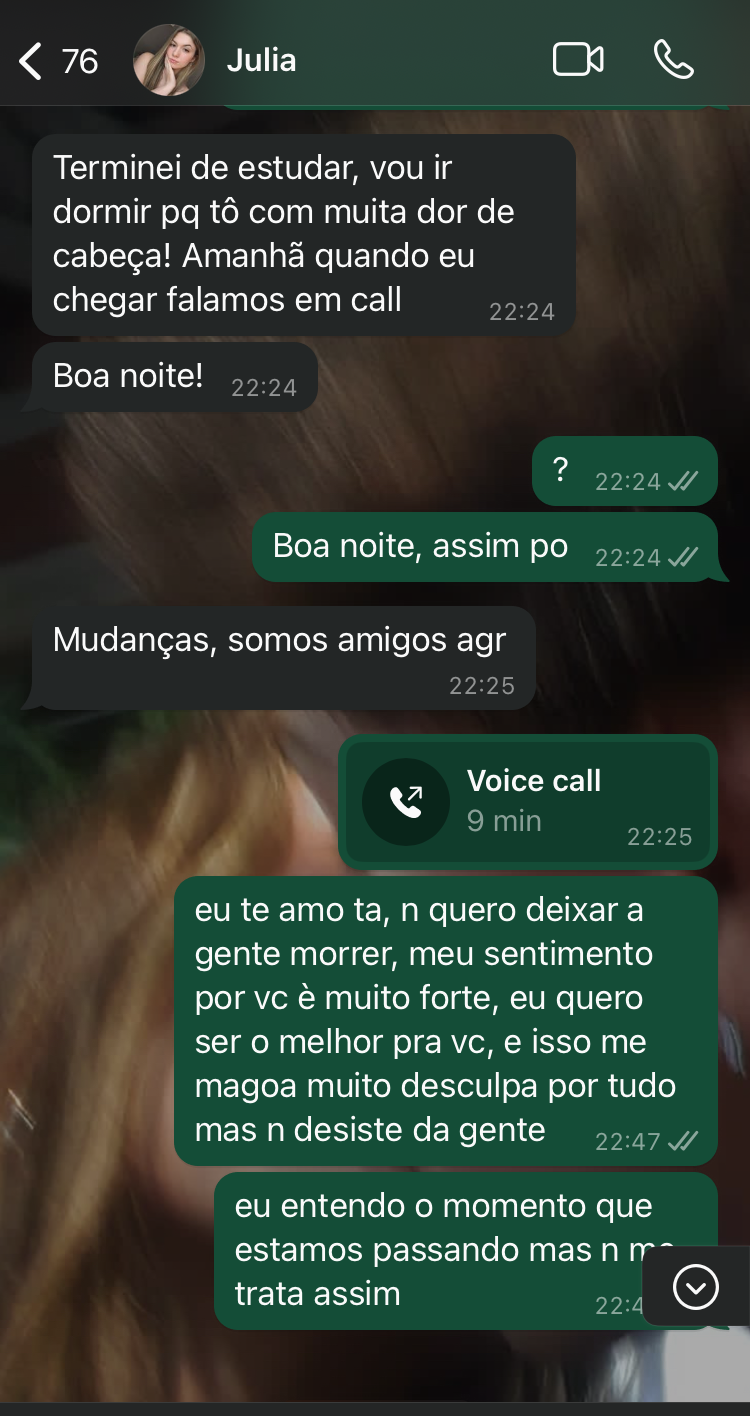 76
Julia
Terminei de estudar, vou ir
dormir pq tô com muita dor de
cabeça! Amanhã quando eu
chegar falamos em call
22:24
Boa noite!
22:24
?
22:24
Boa noite, assim po
22:24
Mudanças, somos amigos agr
22:25
Voice call
9 min
22:25
eu te amo ta, n quero deixar a
gente morrer, meu sentimento
por vc è muito forte, eu quero
ser o melhor pra vc, e isso me
magoa muito desculpa por tudo
mas n desiste da gente
22:47
eu entendo o momento que
estamos passando mas n me
trata assim